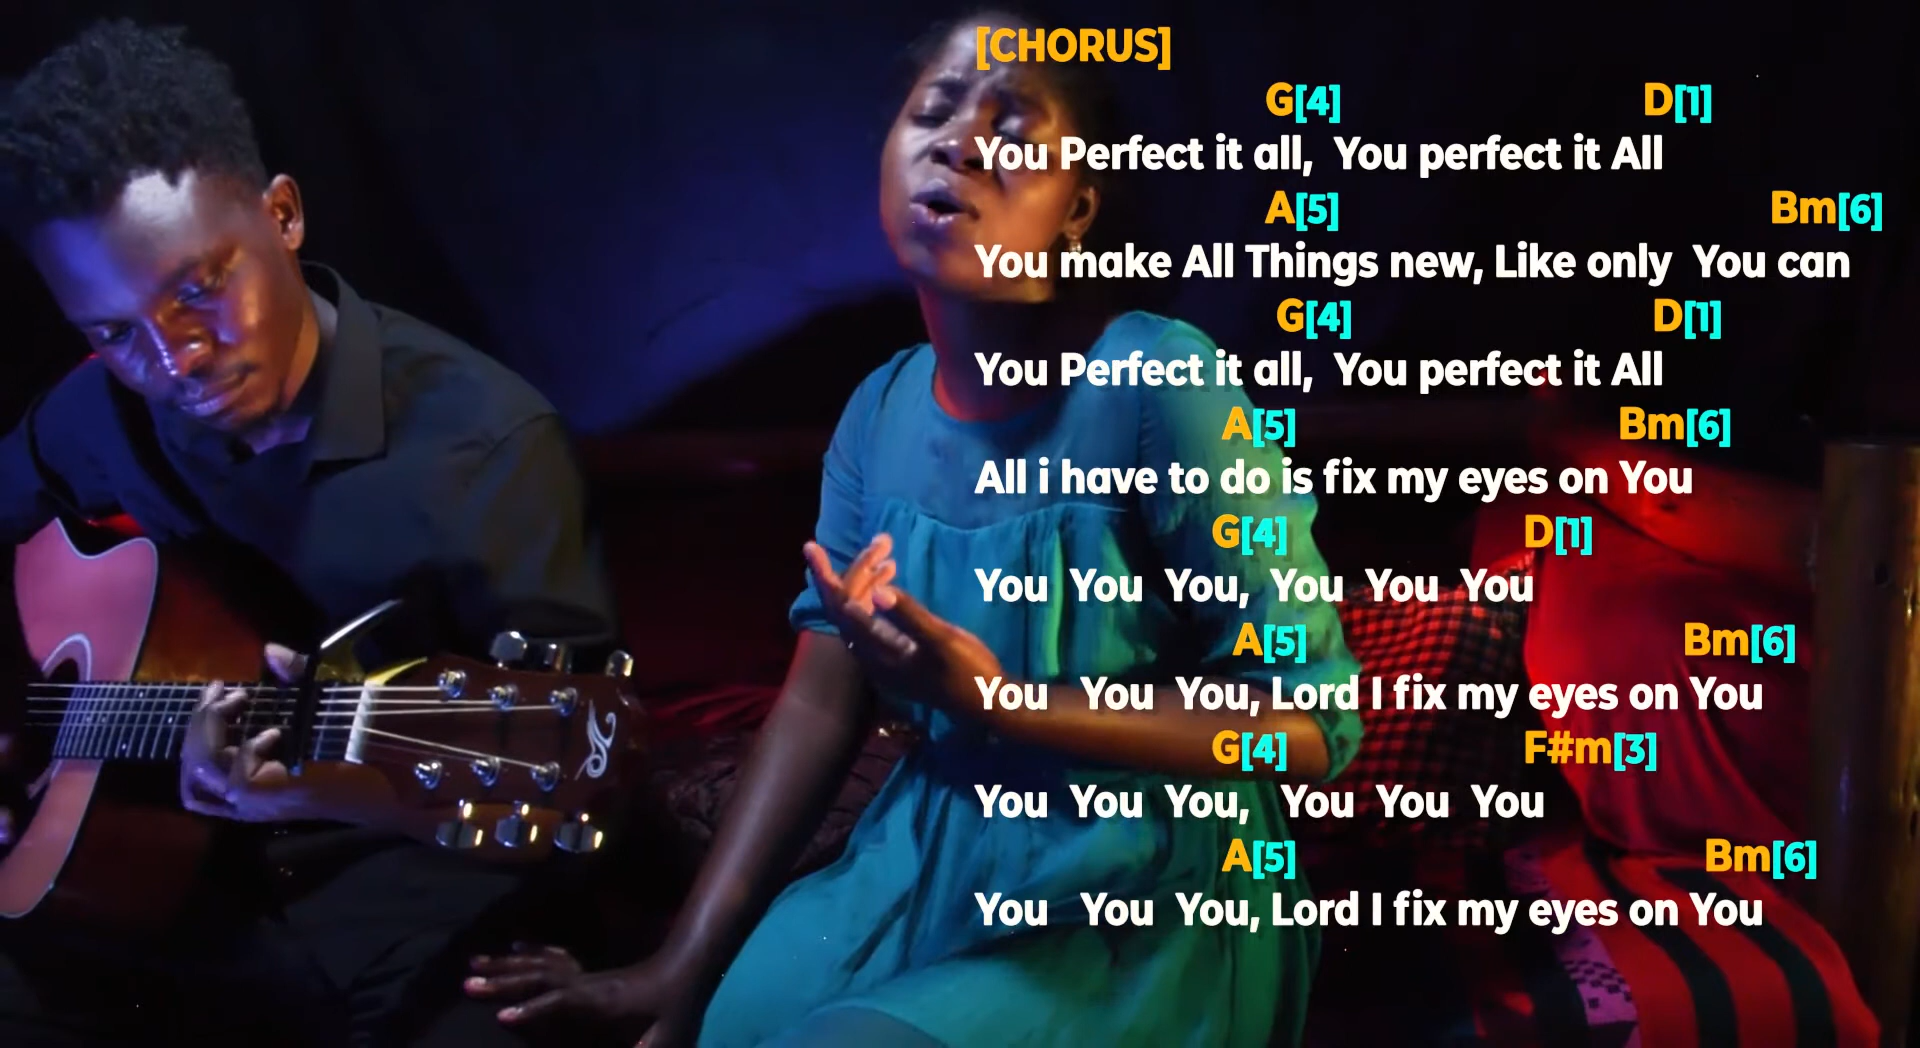 [CHORUS]
G[4] D[1]
You Perfect it all, You perfect it All
A[5] Bm[6]
You make All Things new, Like only You can
G[4] D[1]
You Perfect it all, You perfect it All
A[5] Bm[6]
All i have to do is fix my eyes on You
G[4] D[1]
You You You, You You You
A[5] Bm[6]
You You You, Lord I fix my eyes on You
G[4] F#m[3]
You You You, You You You
A[5] Bm[6]
You You You, Lord I fix my eyes on You